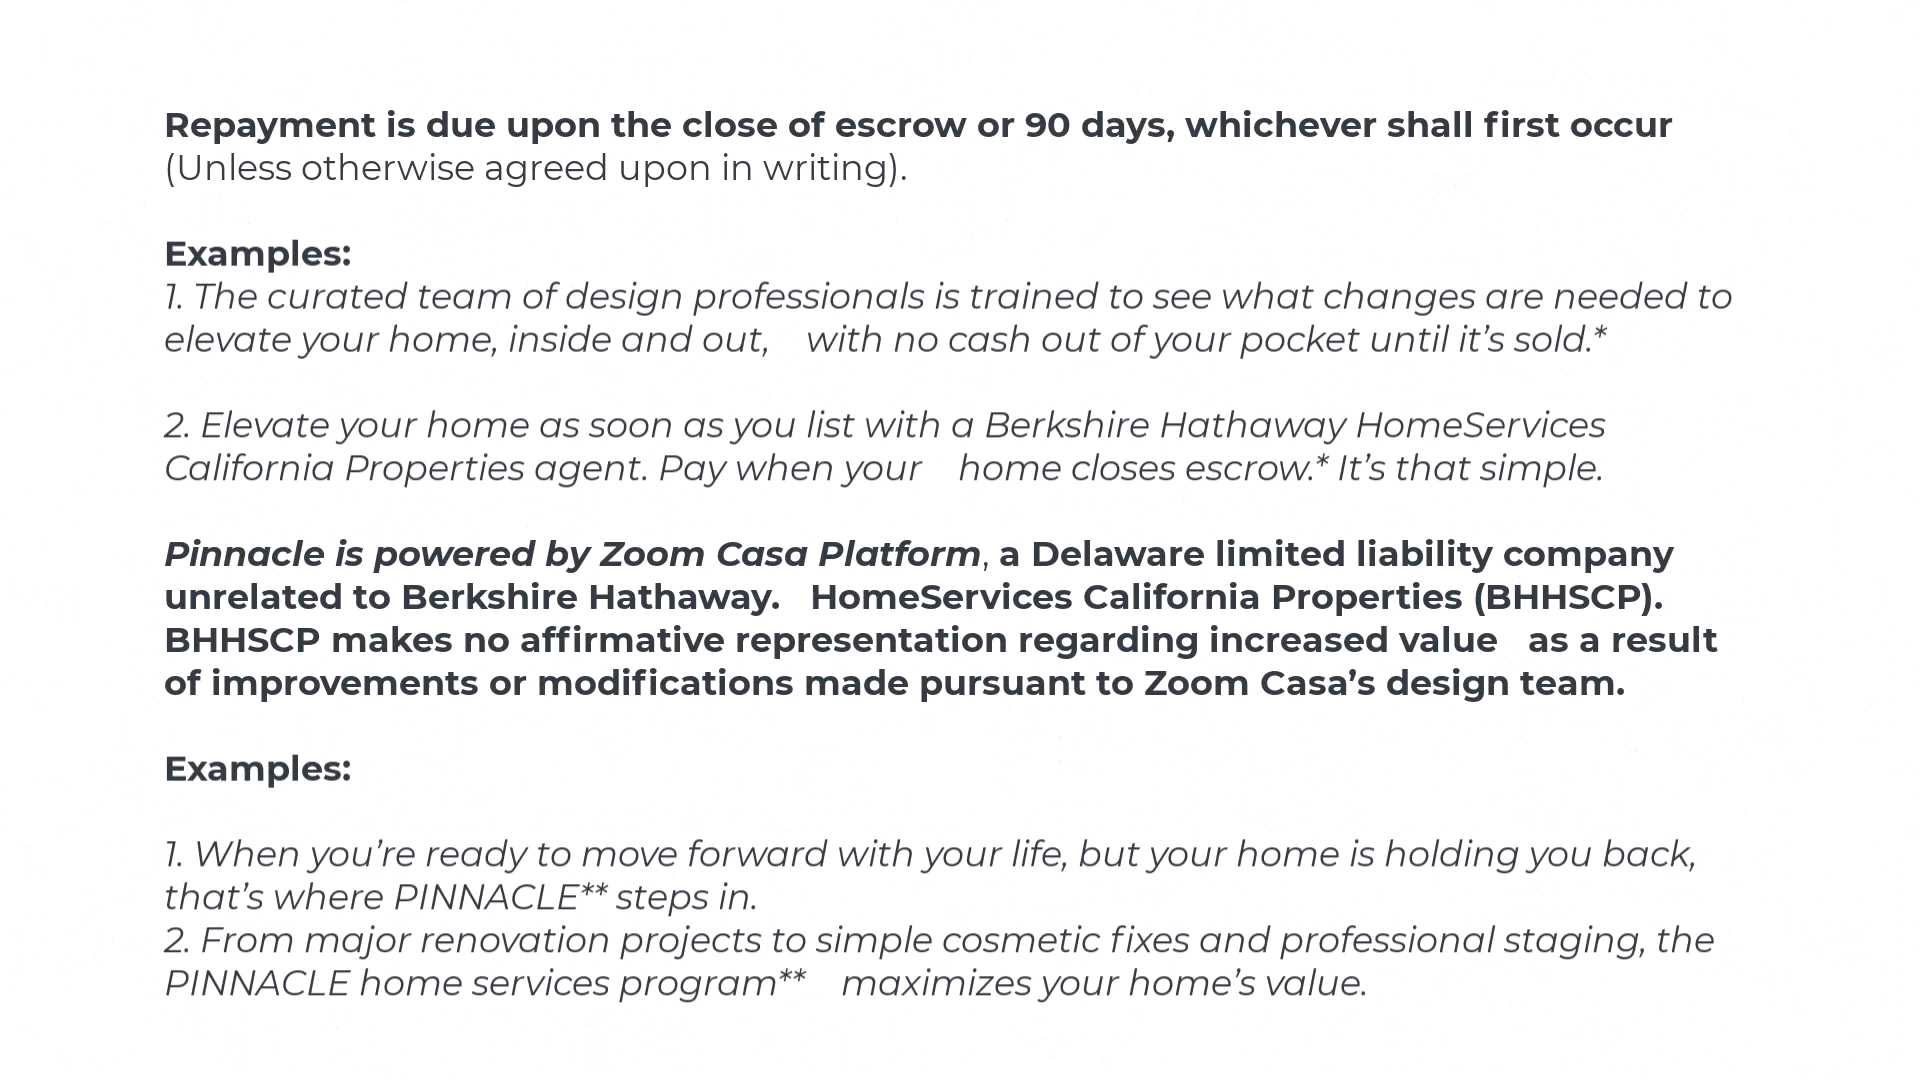 Repayment is due upon the close of escrow or 90 days, whichever shall first occur
(Unless otherwise agreed upon in writing).
Examples:
1. The curated team of design professionals is trained to see what changes are needed to
elevate your home, inside and out, with no cash out of your pocket until it’s sold.*
2. Elevate your home as soon as you list with a Berkshire Hathaway HomeServices
California Properties agent. Pay when your home closes escrow.* It’s that simple.
Pinnacle is powered by Zoom Casa Platform, a Delaware limited liability company
unrelated to Berkshire Hathaway. HomeServices California Properties (BHHSCP).
BHHSCP makes no affirmative representation regarding increased value as a result
of improvements or modifications made pursuant to Zoom Casa’s design team.
Examples:
1. When you’re ready to move forward with your life, but your home is holding you back,
that’s where PINNACLE** steps in.
2. From major renovation projects to simple cosmetic fixes and professional staging, the
PINNACLE home services program** maximizes your home’s value.